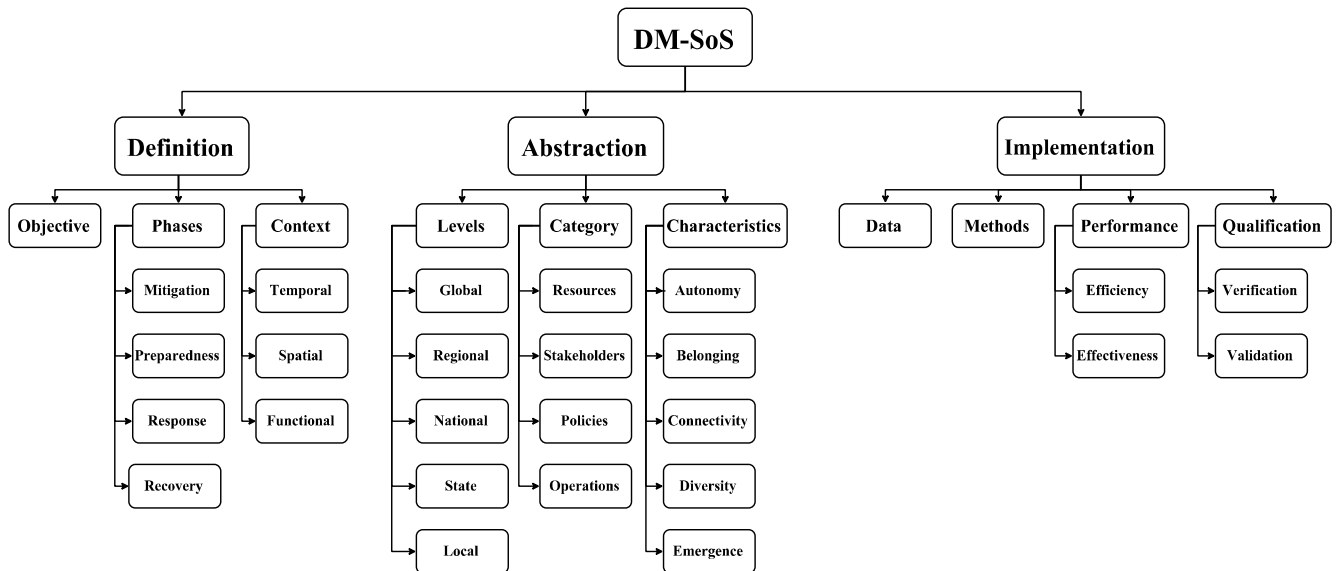 DM-SoS
Definition
Abstraction
Implementation
Objective
Phases
Context
Levels
Category
Characteristics
Data
Methods
Performance
Qualification
Mitigation
Temporal
Global
Resources
Autonomy
Efficiency
Verification
Preparedness
Spatial
Regional
Stakeholders
Belonging
Effectiveness
Validation
Response
Functional
National
Policies
Connectivity
Recovery
State
Operations
Diversity
Local
Emergence